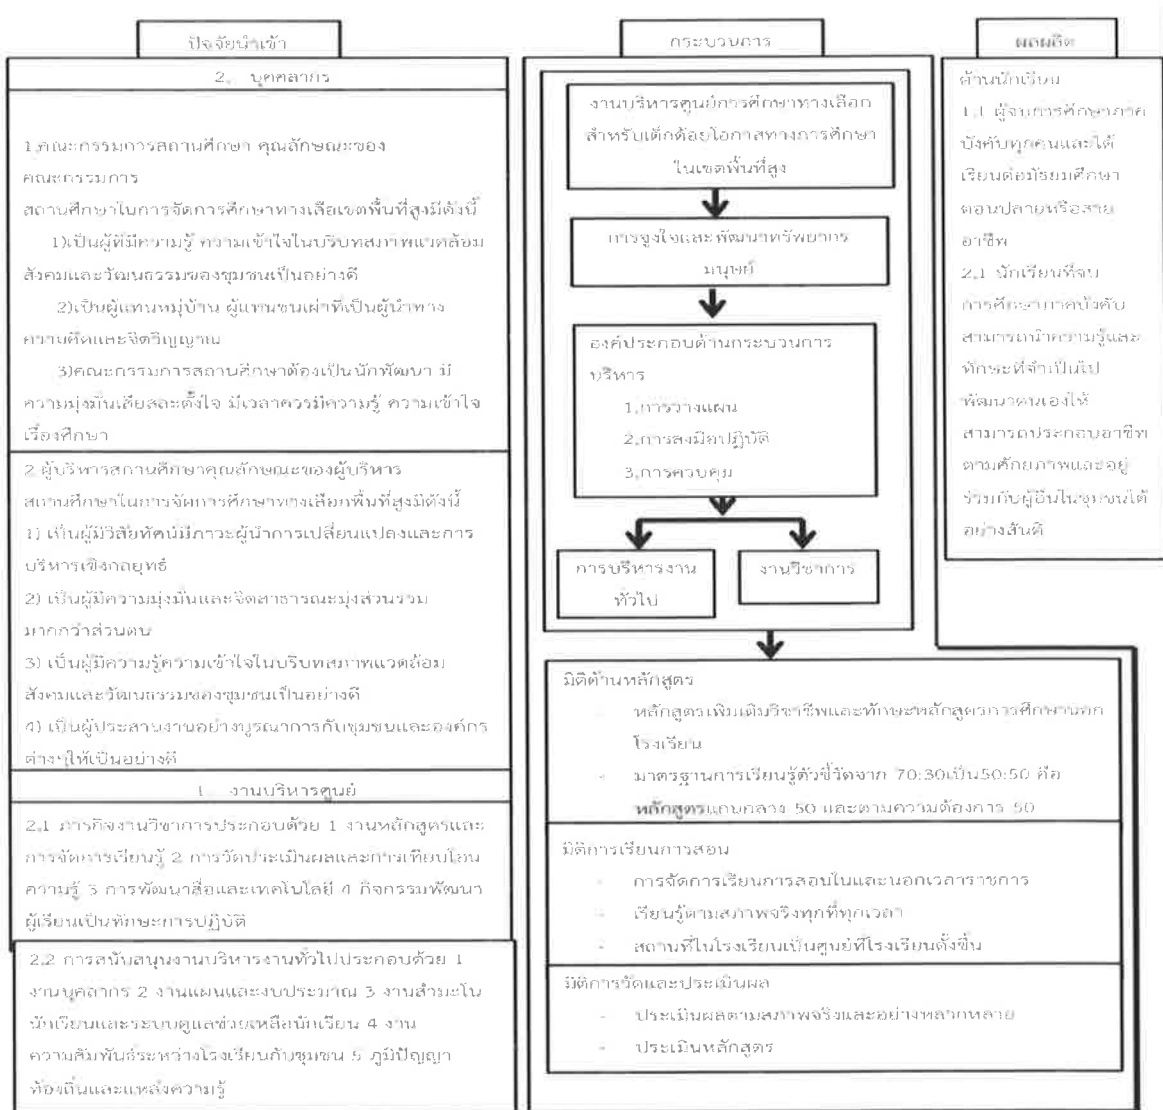 ปัจจัยนำเข้า
2. บุคคลากร
1.คณะกรรมการสถานศึกษา คุณลักษณะของ
คณะกรรมการ
สถานศึกษาในการจัดการศึกษาทางเลือเขตพื้นที่สูงมีดังนี้
1)เป็นผู้ที่มีความรู้ ความเข้าใจในบริบทสภาพแวดล้อม
สังคมและวัฒนธรรมของชุมชนเป็นอย่างดี
2)เป็นผู้แทนหมู่บ้าน ผู้แทนชนเผ่าที่เป็นผู้นำทาง
ความคิดและจิตวิญญาณ
3)คณะกรรมการสถานศึกษาต้องเป็นนักพัฒนา มี
ความมุ่งมั่นเสียสละตั้งใจ มีเวลาควรมีความรู้ ความเข้าใจ
เรื่องศึกษา
2 ผู้บริหารสถานศึกษาคุณลักษณะของผู้บริหาร
สถานศึกษาในการจัดการศึกษาทางเลือกพื้นที่สูงมีดังนี้
1) เป็นผู้มีวิสัยทัศน์มีภาวะผู้นำการเปลี่ยนแปลงและการ
บริหารเชิงกลยุทธ์
2) เป็นผู้มีความมุ่งมั่นและจิตสาธารณะมุ่งส่วนรวม
มากกว่าส่วนตน
3) เป็นผู้มีความรู้ความเข้าใจในบริบทสภาพแวดล้อม
สังคมและวัฒนธรรมของชุมชนเป็นอย่างดี
4) เป็นผู้ประสานงานอย่างบูรณาการกับชุมชนและองค์กร
ต่างๆให้เป็นอย่างดี
1. งานบริหารศูนย์
2.1 ภารกิจงานวิชาการประกอบด้วย 1 งานหลักสูตรและ
การจัดการเรียนรู้ 2 การวัดประเมินผลและการเทียบโอน
ความรู้ 3 การพัฒนาสื่อและเทคโนโลยี 4 กิจกรรมพัฒนา
ผู้เรียนเป็นทักษะการปฏิบัติ
2.2 การสนับสนุนงานบริหารงานทั่วไปประกอบด้วย 1
งานบุคลากร 2 งานแผนและงบประมาณ 3 งานสำมะโน
นักเรียนและระบบดูแลช่วยเหลือนักเรียน 4 งาน
ความสัมพันธ์ระหว่างโรงเรียนกับชุมชน 5 ภูมิปัญญา
ท้องถิ่นและแหล่งความรู้
กระบวนการ
งานบริหารศูนย์การศึกษาทางเลือก
สำหรับเด็กด้อยโอกาสทางการศึกษา
ในเขตพื้นที่สูง
การจูงใจและพัฒนาทรัพยากร
มนุษย์
องค์ประกอบด้านกระบวนการ
บริหาร
1.การวางแผน
2.การลงมือปฏิบัติ
3.การควบคุม
การบริหารงาน
ทั่วไป
งานวิชาการ
มิติด้านหลักสูตร
- หลักสูตรเพิ่มเติมวิชาชีพและทักษะหลักสูตรการศึกษานอก
โรงเรียน
- มาตรฐานการเรียนรู้ตัวชี้วัดจาก 70:30เป็น50:50 คือ
หลักสูตรแกนกลาง 50 และตามความต้องการ 50
มิติการเรียนการสอน
- การจัดการเรียนการสอนในและนอกเวลาราชการ
- เรียนรู้ตามสภาพจริงทุกที่ทุกเวลา
- สถานที่ในโรงเรียนเป็นศูนย์ที่โรงเรียนตั้งขึ้น
มิติการวัดและประเมินผล
- ประเมินผลตามสภาพจริงและอย่างหลากหลาย
- ประเมินหลักสูตร
ผลผลิต
ด้านนักเรียน
1.1 ผู้จบการศึกษาภาค
บังคับทุกคนและได้
เรียนต่อมัธยมศึกษา
ตอนปลายหรือสาย
อาชีพ
2.1 นักเรียนที่จบ
การศึกษาภาคบังคับ
สามารถนำความรู้และ
ทักษะที่จำเป็นไป
พัฒนาตนเองให้
สามารถประกอบอาชีพ
ตามศักยภาพและอยู่
ร่วมกับผู้อื่นในชุมชนได้
อย่างสันติ